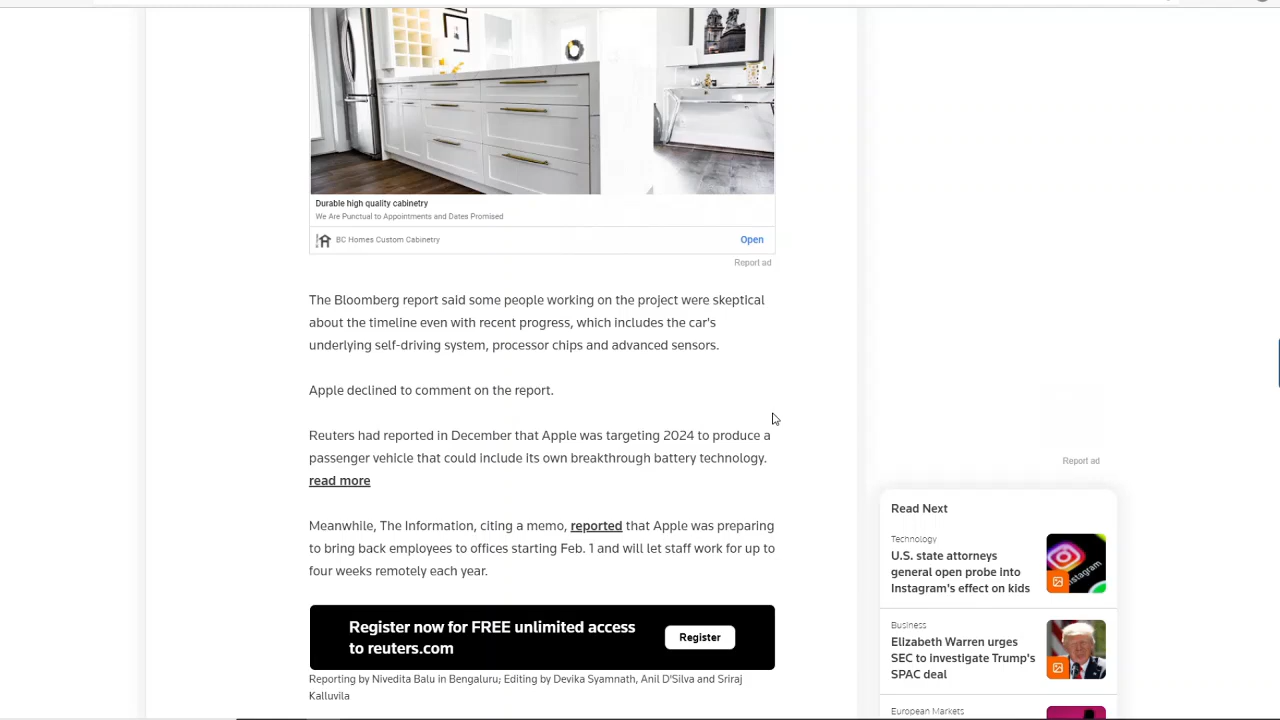 Durable high quality cabinetry
We Are Punctual to Appointments and Dates Promised
BC Homes Custom Cabinetry
Open
Report ad
The Bloomberg report said some people working on the project were skeptical
about the timeline even with recent progress, which includes the car's
underlying self-driving system, processor chips and advanced sensors.
Apple declined to comment on the report.
Reuters had reported in December that Apple was targeting 2024 to produce a
passenger vehicle that could include its own breakthrough battery technology.
read more
Meanwhile, The Information, citing a memo, reported that Apple was preparing
to bring back employees to offices starting Feb. 1 and will let staff work for up to
four weeks remotely each year.
Register now for FREE unlimited access
to reuters.com
Register
Reporting by Nivedita Balu in Bengaluru; Editing by Devika Syamnath, Anil D'Silva and Sriraj
Kalluvila
Report ad
Read Next
Technology
U.S. state attorneys
general open probe into
Instagram's effect on kids
Instagram
Business
Elizabeth Warren urges
SEC to investigate Trump's
SPAC deal
European Markets